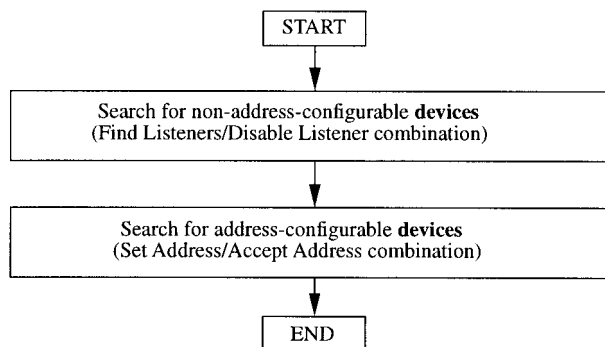 START
Search for non-address-configurable devices
(Find Listeners/Disable Listener combination)
Search for address-configurable devices
(Set Address/Accept Address combination)
END